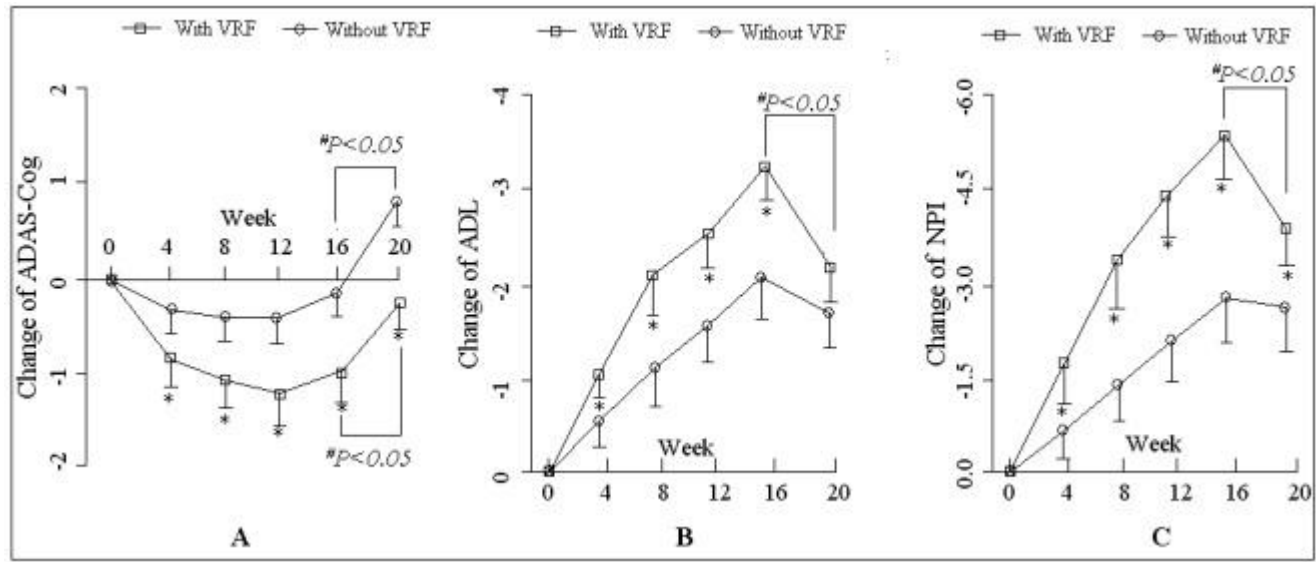 With VRF Without VRF
#P<0.05
Change of ADAS-Cog
2
1
0
-1
-2
Week
0 4 8 12 16 20
* * * * *
#P<0.05
A
With VRF Without VRF
#P<0.05
Change of ADL
-4
-3
-2
-1
0
* * * *
Week
0 4 8 12 16 20
B
With VRF Without VRF
#P<0.05
Change of NPI
-6.0
-4.5
-3.0
-1.5
0.0
* * * * *
Week
0 4 8 12 16 20
C